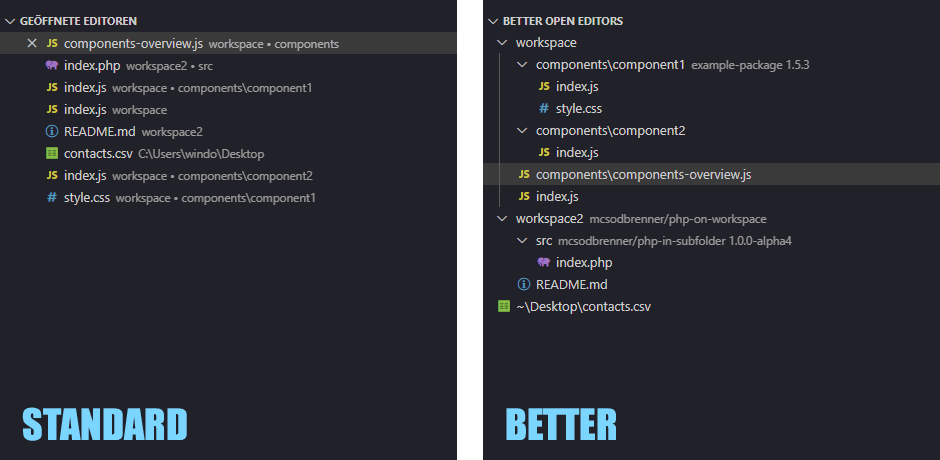 GEÖFFNETE EDITOREN
JS components-overview.js workspace • components
index.php workspace2 • src
JS index.js workspace • components\component1
JS index.js workspace
README.md workspace2
contacts.csv C:\Users\windo\Desktop
JS index.js workspace • components\component2
# style.css workspace • components\component1
STANDARD
BETTER OPEN EDITORS
workspace
components\component1 example-package 1.5.3
JS index.js
# style.css
components\component2
JS index.js
JS components\components-overview.js
JS index.js
workspace2 mcsodbrenner/php-on-workspace
src mcsodbrenner/php-in-subfolder 1.0.0-alpha4
index.php
README.md
~\Desktop\contacts.csv
BETTER